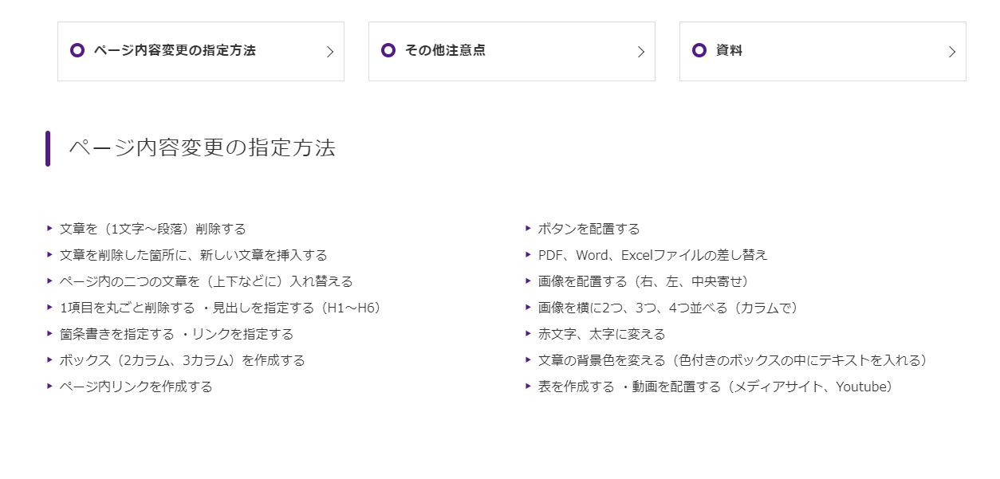 ページ内容変更の指定方法
その他注意点
資料
ページ内容変更の指定方法
文章を（1文字～段落）削除する
文章を削除した箇所に、新しい文章を挿入する
ページ内の二つの文章を（上下などに）入れ替える
1項目を丸ごと削除する ・見出しを指定する（H1～H6）
箇条書きを指定する ・リンクを指定する
ボックス（2カラム、3カラム）を作成する
ページ内リンクを作成する
ボタンを配置する
PDF、Word、Excelファイルの差し替え
画像を配置する（右、左、中央寄せ）
画像を横に2つ、3つ、4つ並べる（カラムで）
赤文字、太字に変える
文章の背景色を変える（色付きのボックスの中にテキストを入れる）
表を作成する ・動画を配置する（メディアサイト、Youtube）